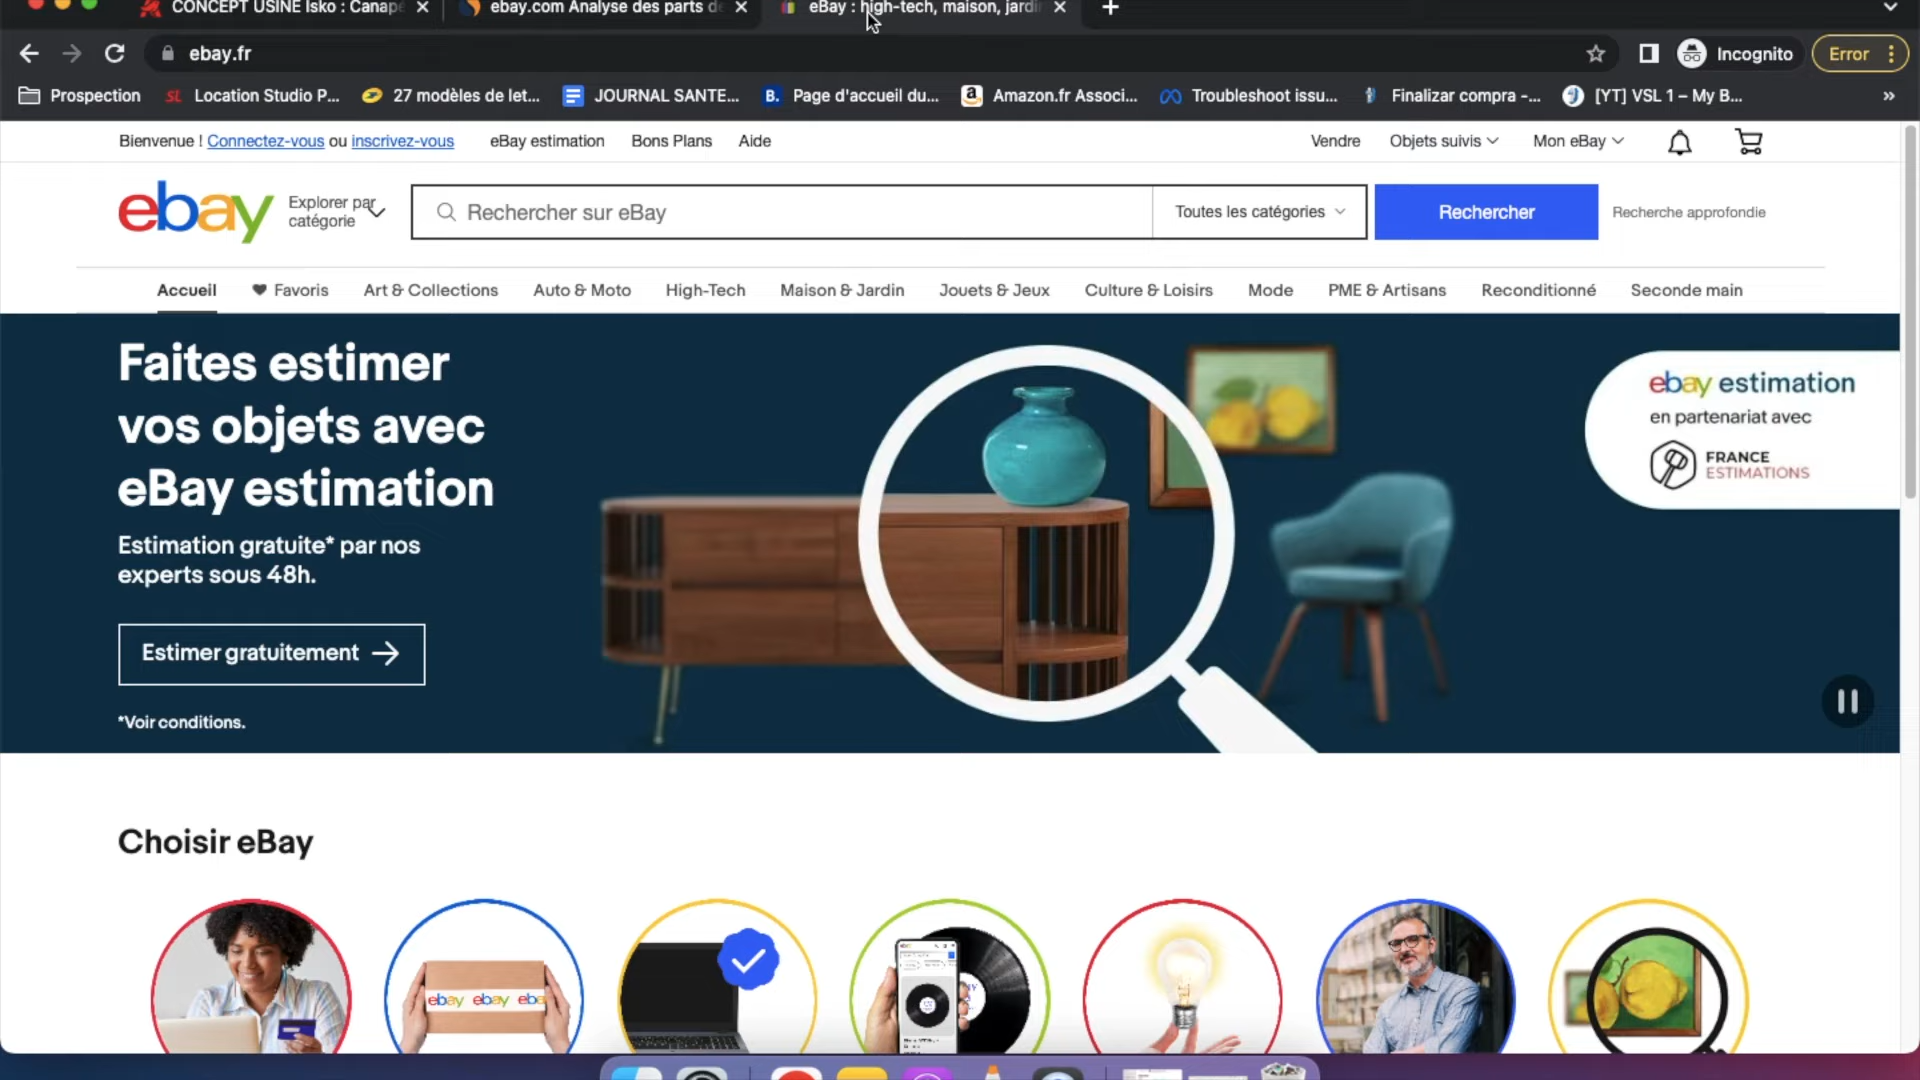 CONCEPT USINE Isko : Canapé
ebay.com Analyse des parts de
eBay : high-tech, maison, jardi
ebay.fr
Incognito
Error
Prospection
SL Location Studio P...
27 modèles de let...
JOURNAL SANTE...
B. Page d'accueil du...
a Amazon.fr Associ...
Troubleshoot issu...
Finalizar compra -...
[YT] VSL 1 – My B...
»
Bienvenue ! Connectez-vous ou inscrivez-vous
eBay estimation
Bons Plans
Aide
Vendre
Objets suivis
Mon eBay
ebay
Explorer par
catégorie
Rechercher sur eBay
Toutes les catégories
Rechercher
Recherche approfondie
Accueil
Favoris
Art & Collections
Auto & Moto
High-Tech
Maison & Jardin
Jouets & Jeux
Culture & Loisirs
Mode
PME & Artisans
Reconditionné
Seconde main
Faites estimer
vos objets avec
eBay estimation
Estimation gratuite* par nos
experts sous 48h.
Estimer gratuitement
*Voir conditions.
ebay estimation
en partenariat avec
FRANCE
ESTIMATIONS
Choisir eBay
ebay ebay eba